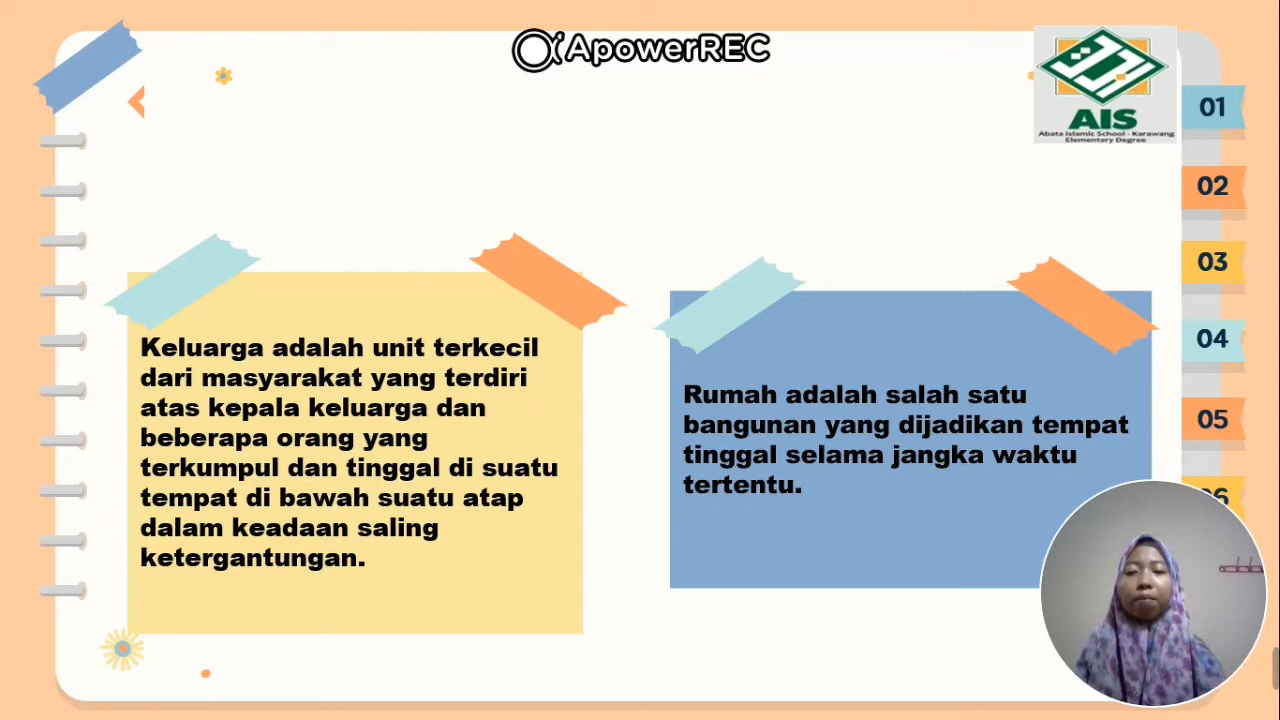 ApowerREC
AIS
Abata Islamic School - Karawang
Elementary Degree
01
02
03
04
05
06
Keluarga adalah unit terkecil
dari masyarakat yang terdiri
atas kepala keluarga dan
beberapa orang yang
terkumpul dan tinggal di suatu
tempat di bawah suatu atap
dalam keadaan saling
ketergantungan.
Rumah adalah salah satu
bangunan yang dijadikan tempat
tinggal selama jangka waktu
tertentu.